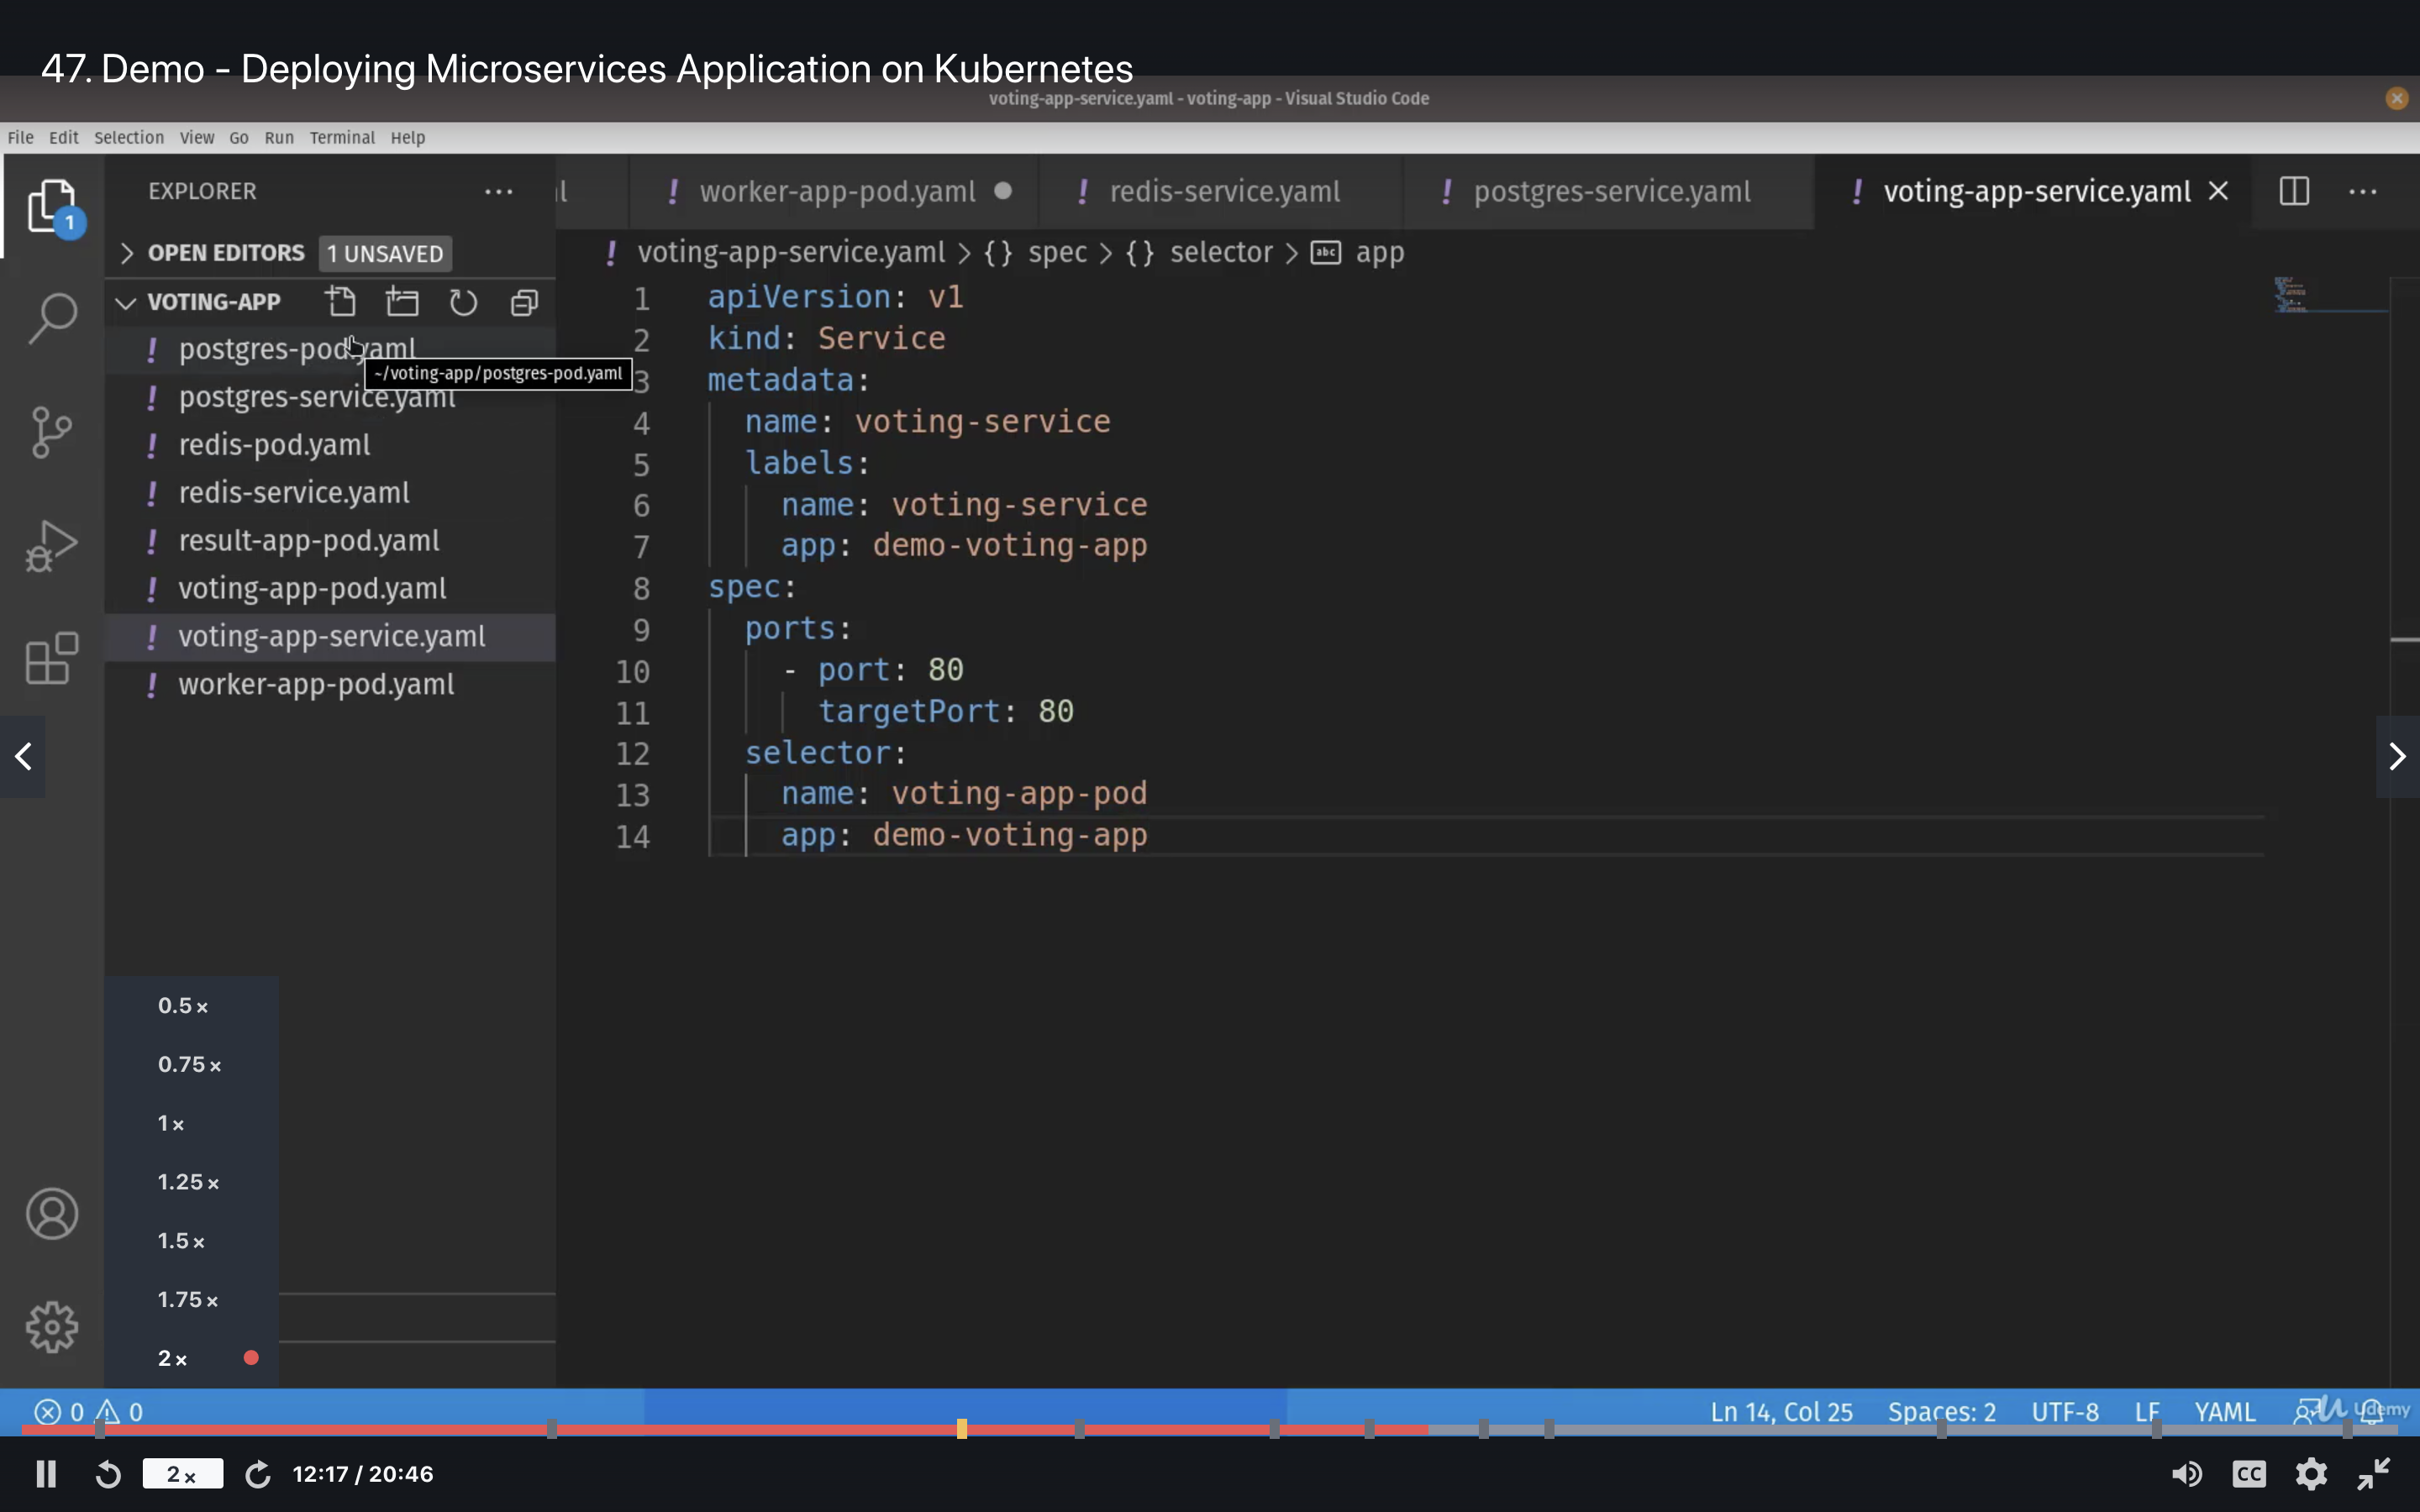 47. Demo - Deploying Microservices Application on Kubernetes
voting-app-service.yaml - voting-app - Visual Studio Code
File Edit Selection View Go Run Terminal Help
EXPLORER ···
! worker-app-pod.yaml ! redis-service.yaml ! postgres-service.yaml ! voting-app-service.yaml
1
OPEN EDITORS 1 UNSAVED
! voting-app-service.yaml > {} spec > {} selector > abc app
VOTING-APP
! postgres-pod.yaml
~/voting-app/postgres-pod.yaml
! postgres-service.yaml
! redis-pod.yaml
! redis-service.yaml
! result-app-pod.yaml
! voting-app-pod.yaml
! voting-app-service.yaml
! worker-app-pod.yaml
1 apiVersion: v1
2 kind: Service
3 metadata:
4 name: voting-service
5 labels:
6 name: voting-service
7 app: demo-voting-app
8 spec:
9 ports:
10 - port: 80
11 targetPort: 80
12 selector:
13 name: voting-app-pod
14 app: demo-voting-app
0.5×
0.75×
1×
1.25×
1.5×
1.75×
2×
0 0
Ln 14, Col 25 Spaces: 2 UTF-8 LF YAML
Udemy
2× 12:17 / 20:46
CC